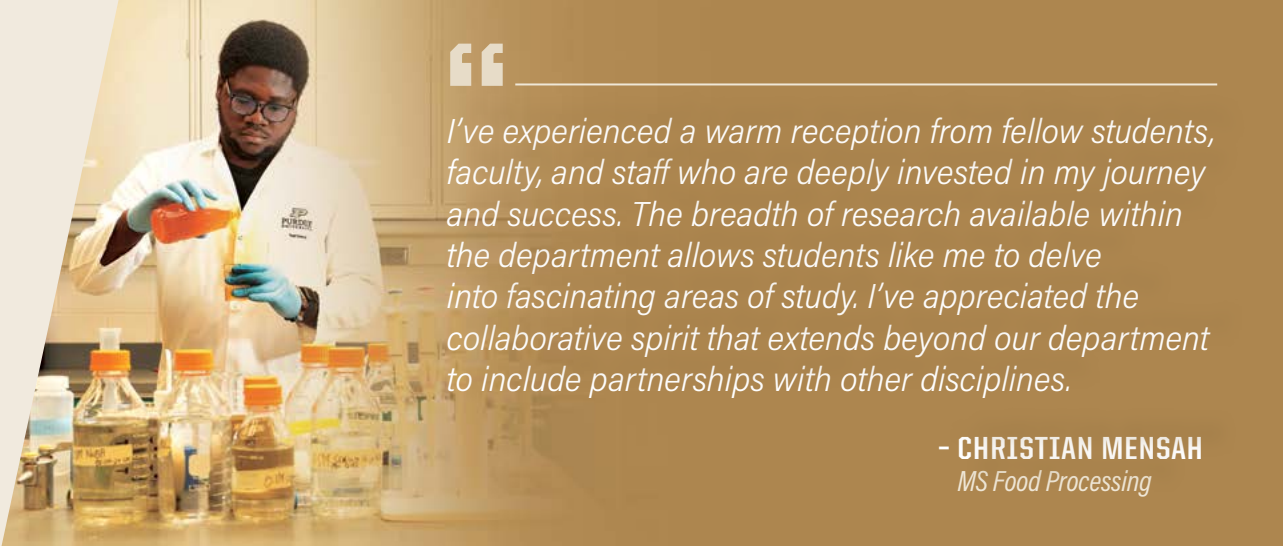 “
I’ve experienced a warm reception from fellow students,
faculty, and staff who are deeply invested in my journey
and success. The breadth of research available within
the department allows students like me to delve
into fascinating areas of study. I’ve appreciated the
collaborative spirit that extends beyond our department
to include partnerships with other disciplines.
- CHRISTIAN MENSAH
MS Food Processing
PURDUE
UNIVERSITY